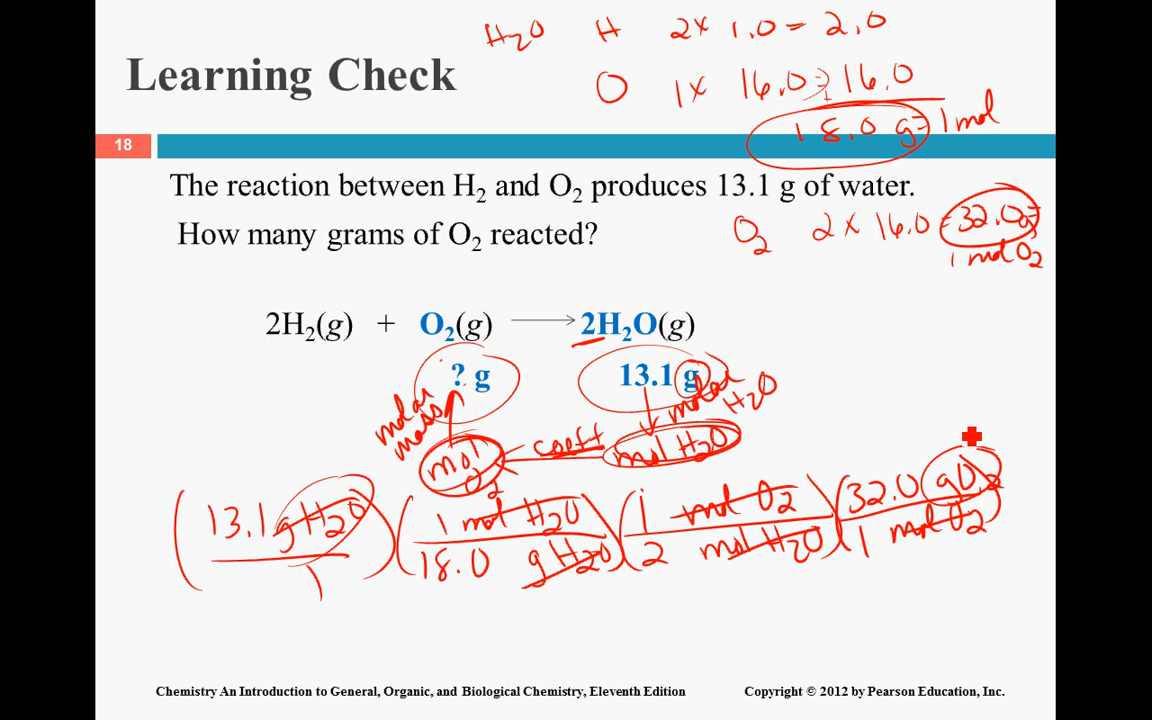 H₂O H 2 x 1.0 = 2.0
Learning Check
O 1 x 16.0 = 16.0
18.0 g = 1 mol
18
The reaction between H₂ and O₂ produces 13.1 g of water.
O₂ 2 x 16.0 = 32.0g =
How many grams of O₂ reacted?
1 mol O₂
2H₂(g) + O₂(g) ⟶ 2H₂O(g)
? g 13.1 g
molar mass molar H₂O
mol O₂ coeff mol H₂O
(13.1 g H₂O / 1) (1 mol H₂O / 18.0 g H₂O) (1 mol O₂ / 2 mol H₂O) (32.0 g O₂ / 1 mol O₂)
Chemistry An Introduction to General, Organic, and Biological Chemistry, Eleventh Edition Copyright © 2012 by Pearson Education, Inc.